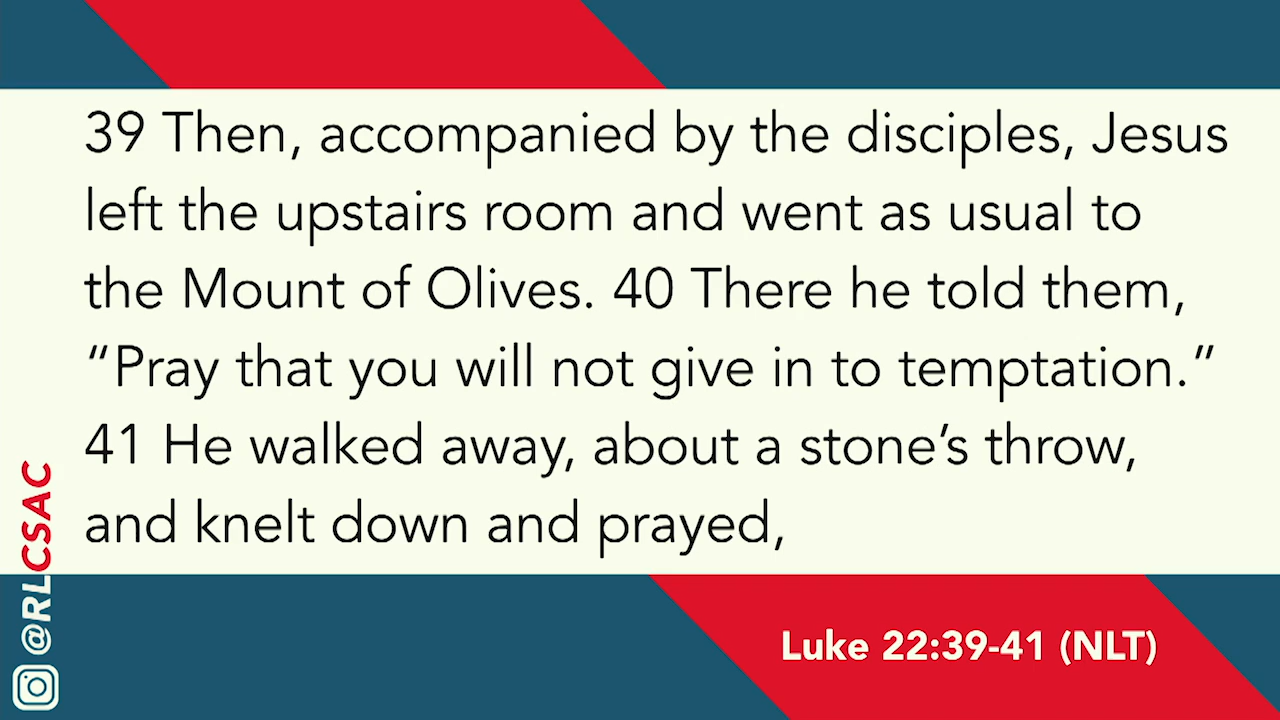 39 Then, accompanied by the disciples, Jesus
left the upstairs room and went as usual to
the Mount of Olives. 40 There he told them,
“Pray that you will not give in to temptation.”
41 He walked away, about a stone’s throw,
and knelt down and prayed,
Luke 22:39-41 (NLT)
@RLCSAC